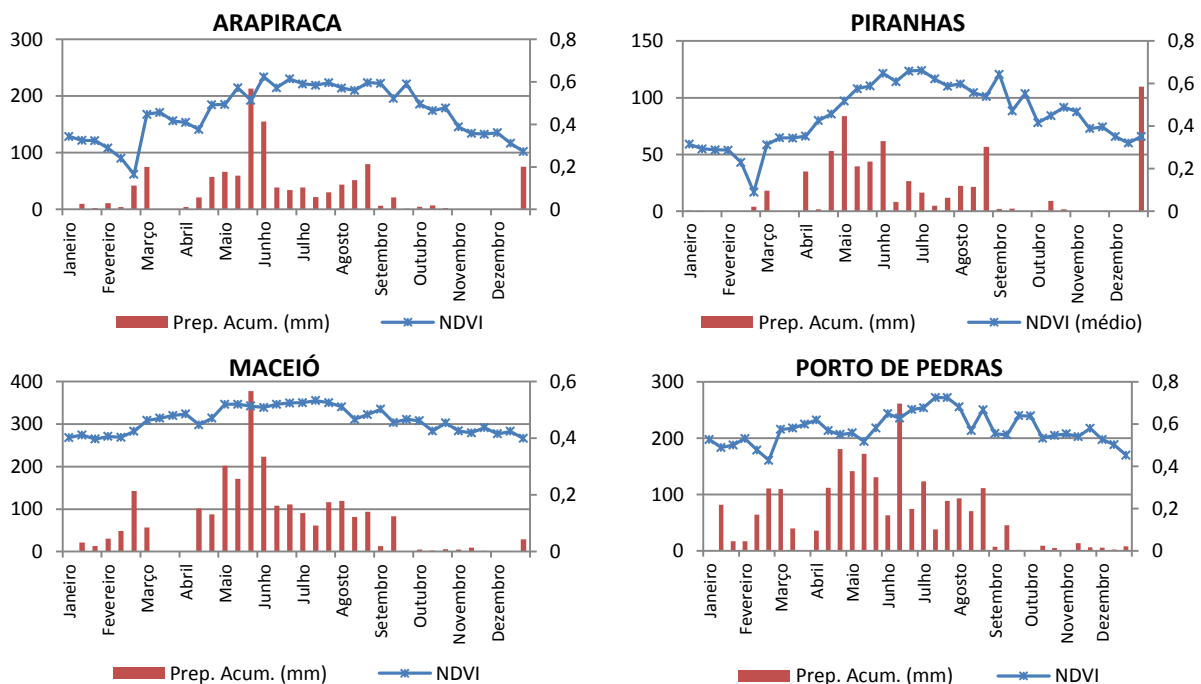 ARAPIRACA
300
200
100
0
0,8
0,6
0,4
0,2
0
Janeiro
Fevereiro
Março
Abril
Maio
Junho
Julho
Agosto
Setembro
Outubro
Novembro
Dezembro
Prep. Acum. (mm)
NDVI
PIRANHAS
150
100
50
0
0,8
0,6
0,4
0,2
0
Janeiro
Fevereiro
Março
Abril
Maio
Junho
Julho
Agosto
Setembro
Outubro
Novembro
Dezembro
Prep. Acum. (mm)
NDVI (médio)
MACEIÓ
400
300
200
100
0
0,6
0,4
0,2
0
Janeiro
Fevereiro
Março
Abril
Maio
Junho
Julho
Agosto
Setembro
Outubro
Novembro
Dezembro
Prep. Acum. (mm)
NDVI
PORTO DE PEDRAS
300
200
100
0
0,8
0,6
0,4
0,2
0
Janeiro
Fevereiro
Março
Abril
Maio
Junho
Julho
Agosto
Setembro
Outubro
Novembro
Dezembro
Prep. Acum. (mm)
NDVI